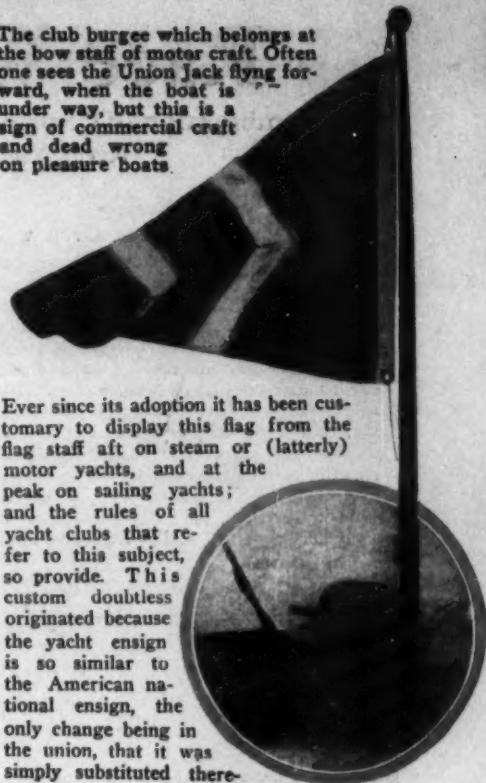 The club burgee which belongs at
the bow staff of motor craft. Often
one sees the Union Jack flyng for-
ward, when the boat is
under way, but this is a
sign of commercial craft
and dead wrong
on pleasure boats
Ever since its adoption it has been cus-
tomary to display this flag from the
flag staff aft on steam or (latterly)
motor yachts, and at the
peak on sailing yachts;
and the rules of all
yacht clubs that re-
fer to this subject,
so provide. This
custom doubtless
originated because
the yacht ensign
is so similar to
the American na-
tional ensign, the
only change being in
the union, that it was
simply substituted there-